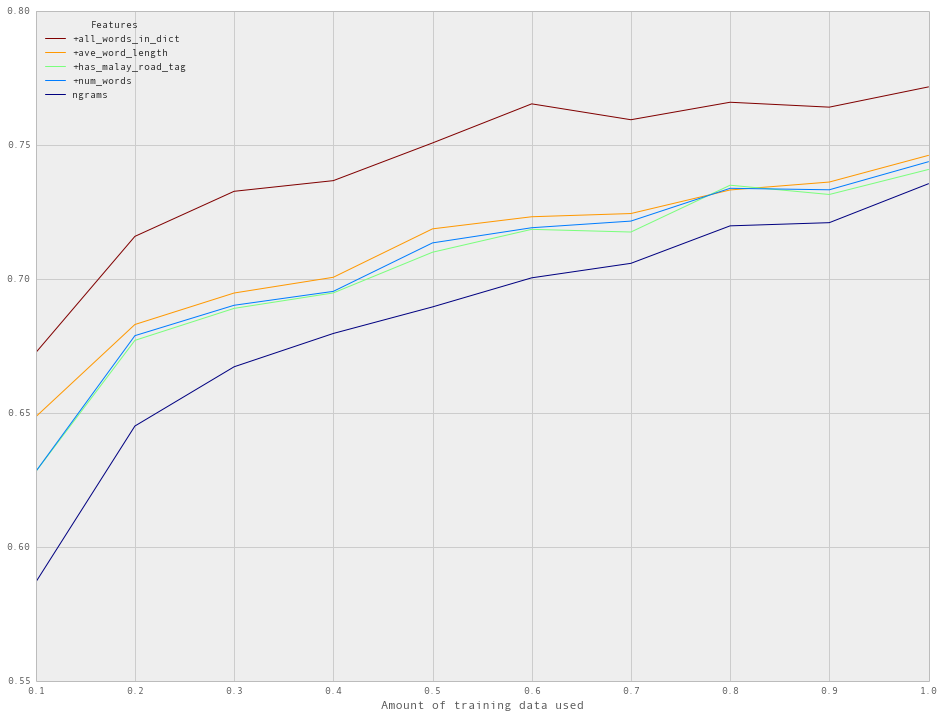 0.80
Features
+all_words_in_dict
+ave_word_length
+has_malay_road_tag
+num_words
ngrams
0.75
0.70
0.65
0.60
0.55
0.1 0.2 0.3 0.4 0.5 0.6 0.7 0.8 0.9 1.0
Amount of training data used